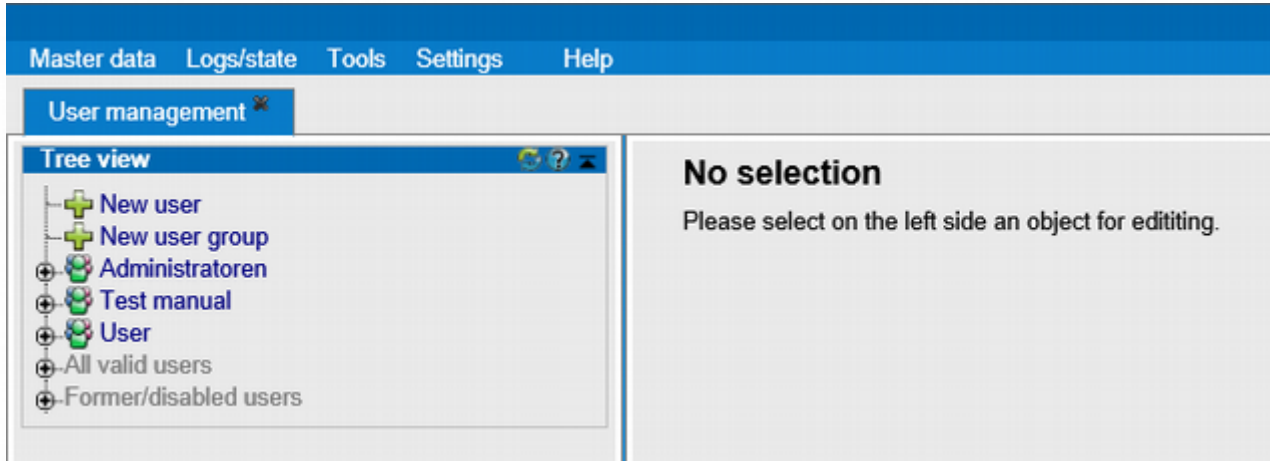 Master data Logs/state Tools Settings Help
User management
Tree view
New user
New user group
Administratoren
Test manual
User
All valid users
Former/disabled users
No selection
Please select on the left side an object for edititing.